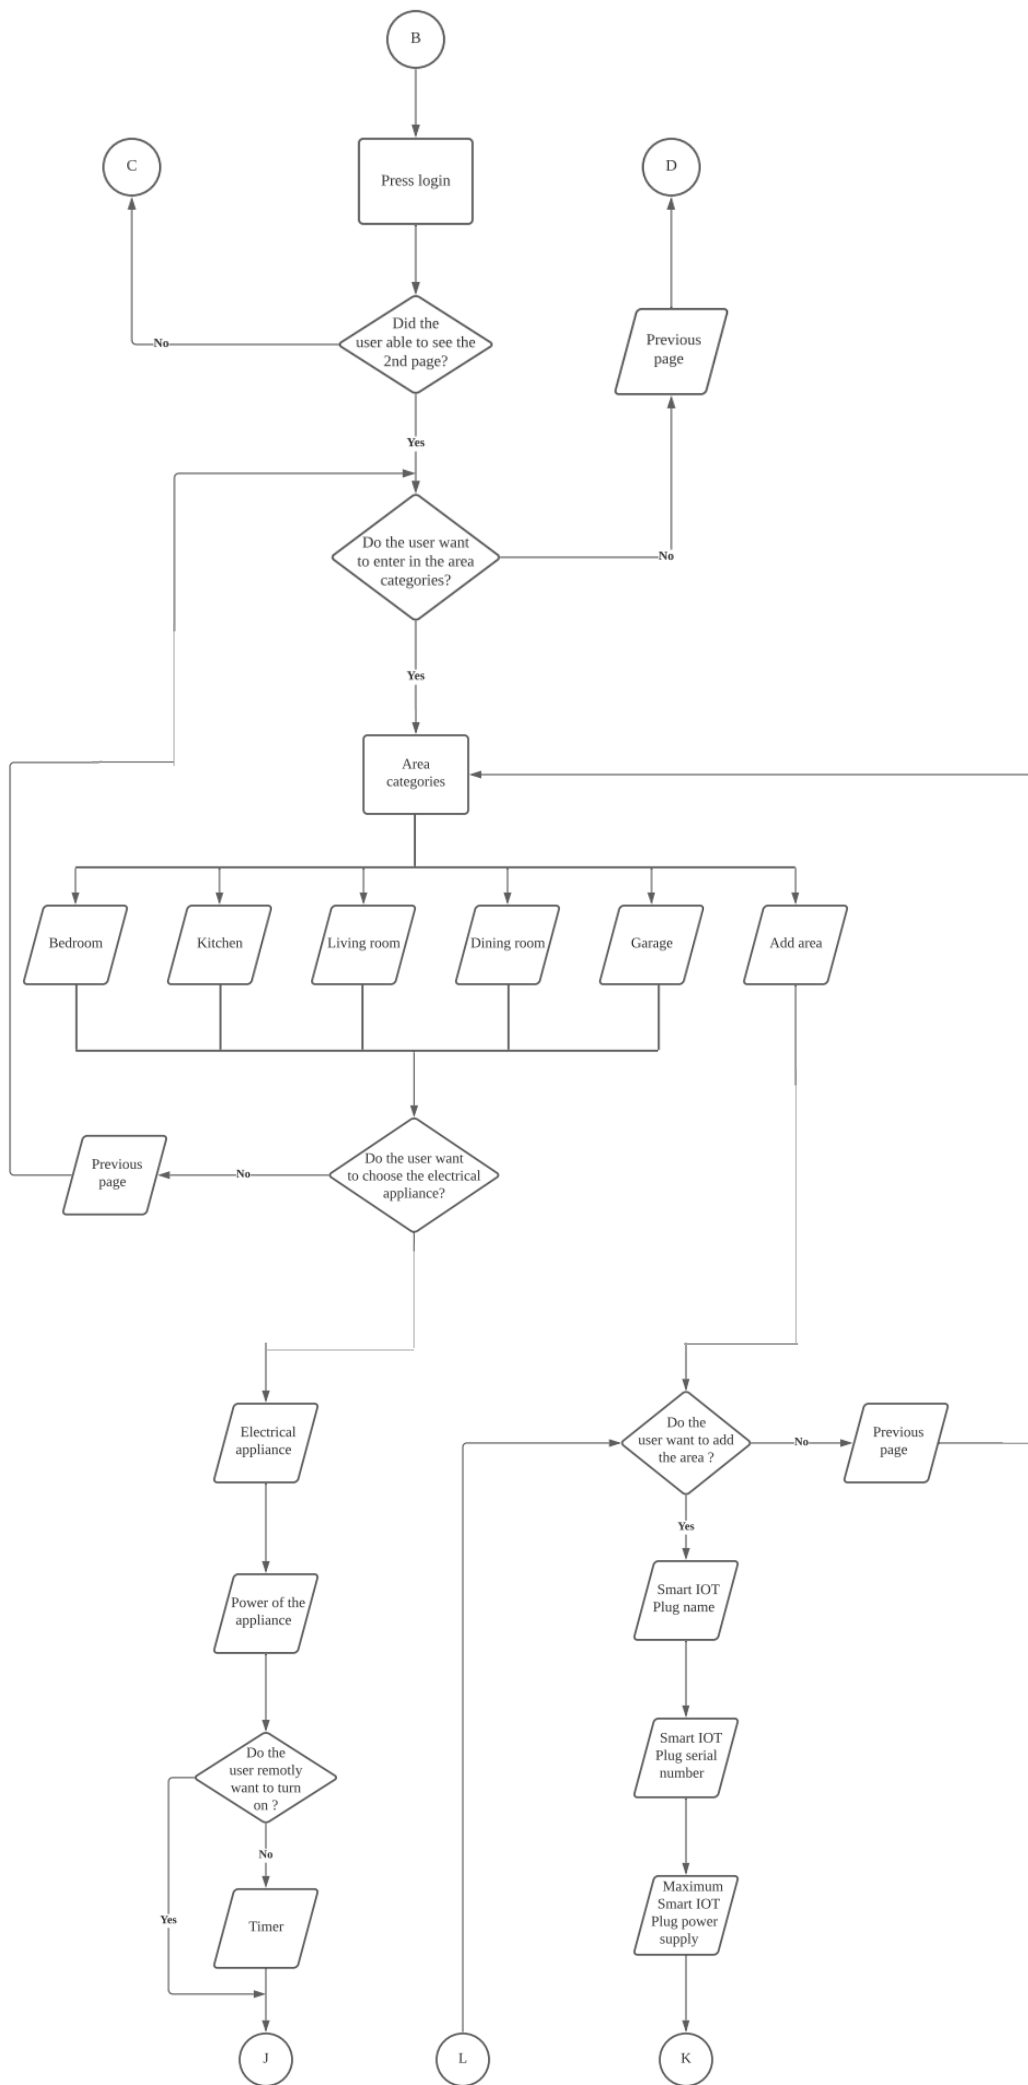 B
C
Press login
D
Did the
user able to see the
2nd page?
No
Previous
page
Yes
Do the user want
to enter in the area
categories?
No
Yes
Area
categories
Bedroom
Kitchen
Living room
Dining room
Garage
Add area
Do the user want
to choose the electrical
appliance?
No
Previous
page
Electrical
appliance
Do the
user want to add
the area ?
No
Previous
page
Yes
Power of the
appliance
Smart IOT
Plug name
Do the
user remotly
want to turn
on ?
Smart IOT
Plug serial
number
No
Yes
Timer
Maximum
Smart IOT
Plug power
supply
J
L
K